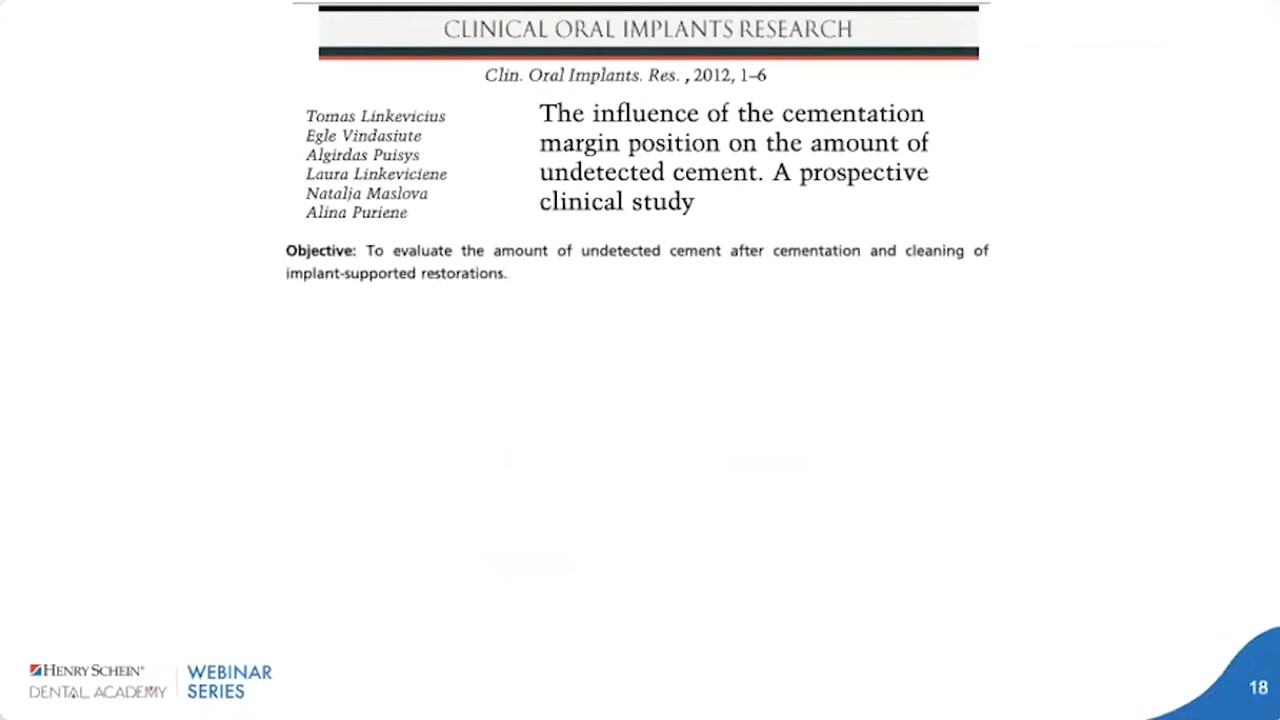 CLINICAL ORAL IMPLANTS RESEARCH
Clin. Oral Implants. Res. , 2012, 1–6
Tomas Linkevicius
Egle Vindasiute
Algirdas Puisys
Laura Linkeviciene
Natalja Maslova
Alina Puriene
The influence of the cementation
margin position on the amount of
undetected cement. A prospective
clinical study
Objective: To evaluate the amount of undetected cement after cementation and cleaning of
implant-supported restorations.
HENRY SCHEIN®
DENTAL ACADEMY
WEBINAR
SERIES
18